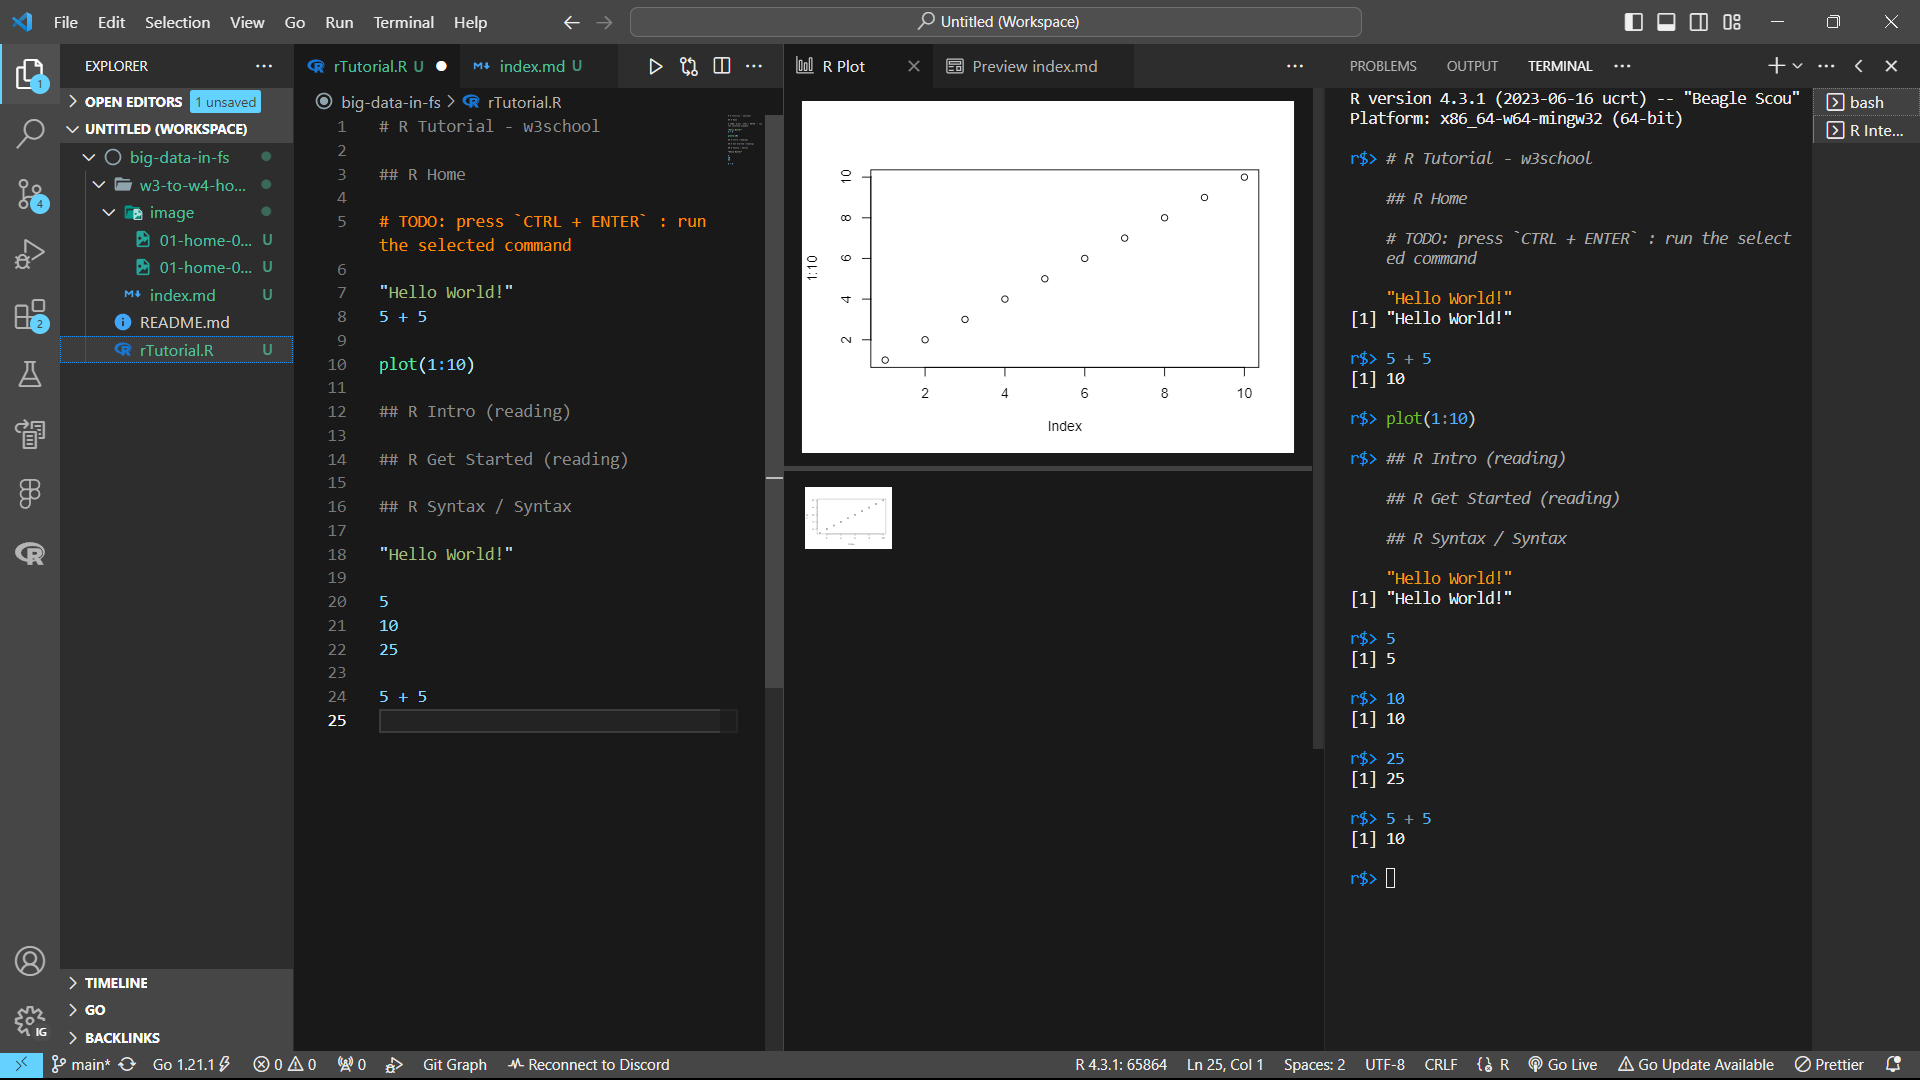 File Edit Selection View Go Run Terminal Help
Untitled (Workspace)
EXPLORER
OPEN EDITORS 1 unsaved
UNTITLED (WORKSPACE)
big-data-in-fs
w3-to-w4-ho...
image
01-home-0... U
01-home-0... U
index.md U
README.md
rTutorial.R U
TIMELINE
GO
BACKLINKS
1
4
2
IG
rTutorial.R U
index.md U
big-data-in-fs > rTutorial.R
1 # R Tutorial - w3school
2
3 ## R Home
4
5 # TODO: press `CTRL + ENTER` : run
the selected command
6
7 "Hello World!"
8 5 + 5
9
10 plot(1:10)
11
12 ## R Intro (reading)
13
14 ## R Get Started (reading)
15
16 ## R Syntax / Syntax
17
18 "Hello World!"
19
20 5
21 10
22 25
23
24 5 + 5
25
R Plot
Preview index.md
10
8
6
4
2
1:10
2 4 6 8 10
Index
PROBLEMS OUTPUT TERMINAL
bash
R Inte...
R version 4.3.1 (2023-06-16 ucrt) -- "Beagle Scou"
Platform: x86_64-w64-mingw32 (64-bit)
r$> # R Tutorial - w3school
## R Home
# TODO: press `CTRL + ENTER` : run the select
ed command
"Hello World!"
[1] "Hello World!"
r$> 5 + 5
[1] 10
r$> plot(1:10)
r$> ## R Intro (reading)
## R Get Started (reading)
## R Syntax / Syntax
"Hello World!"
[1] "Hello World!"
r$> 5
[1] 5
r$> 10
[1] 10
r$> 25
[1] 25
r$> 5 + 5
[1] 10
r$>
main* Go 1.21.1 0 0 0 Git Graph Reconnect to Discord R 4.3.1: 65864 Ln 25, Col 1 Spaces: 2 UTF-8 CRLF {} R Go Live Go Update Available Prettier